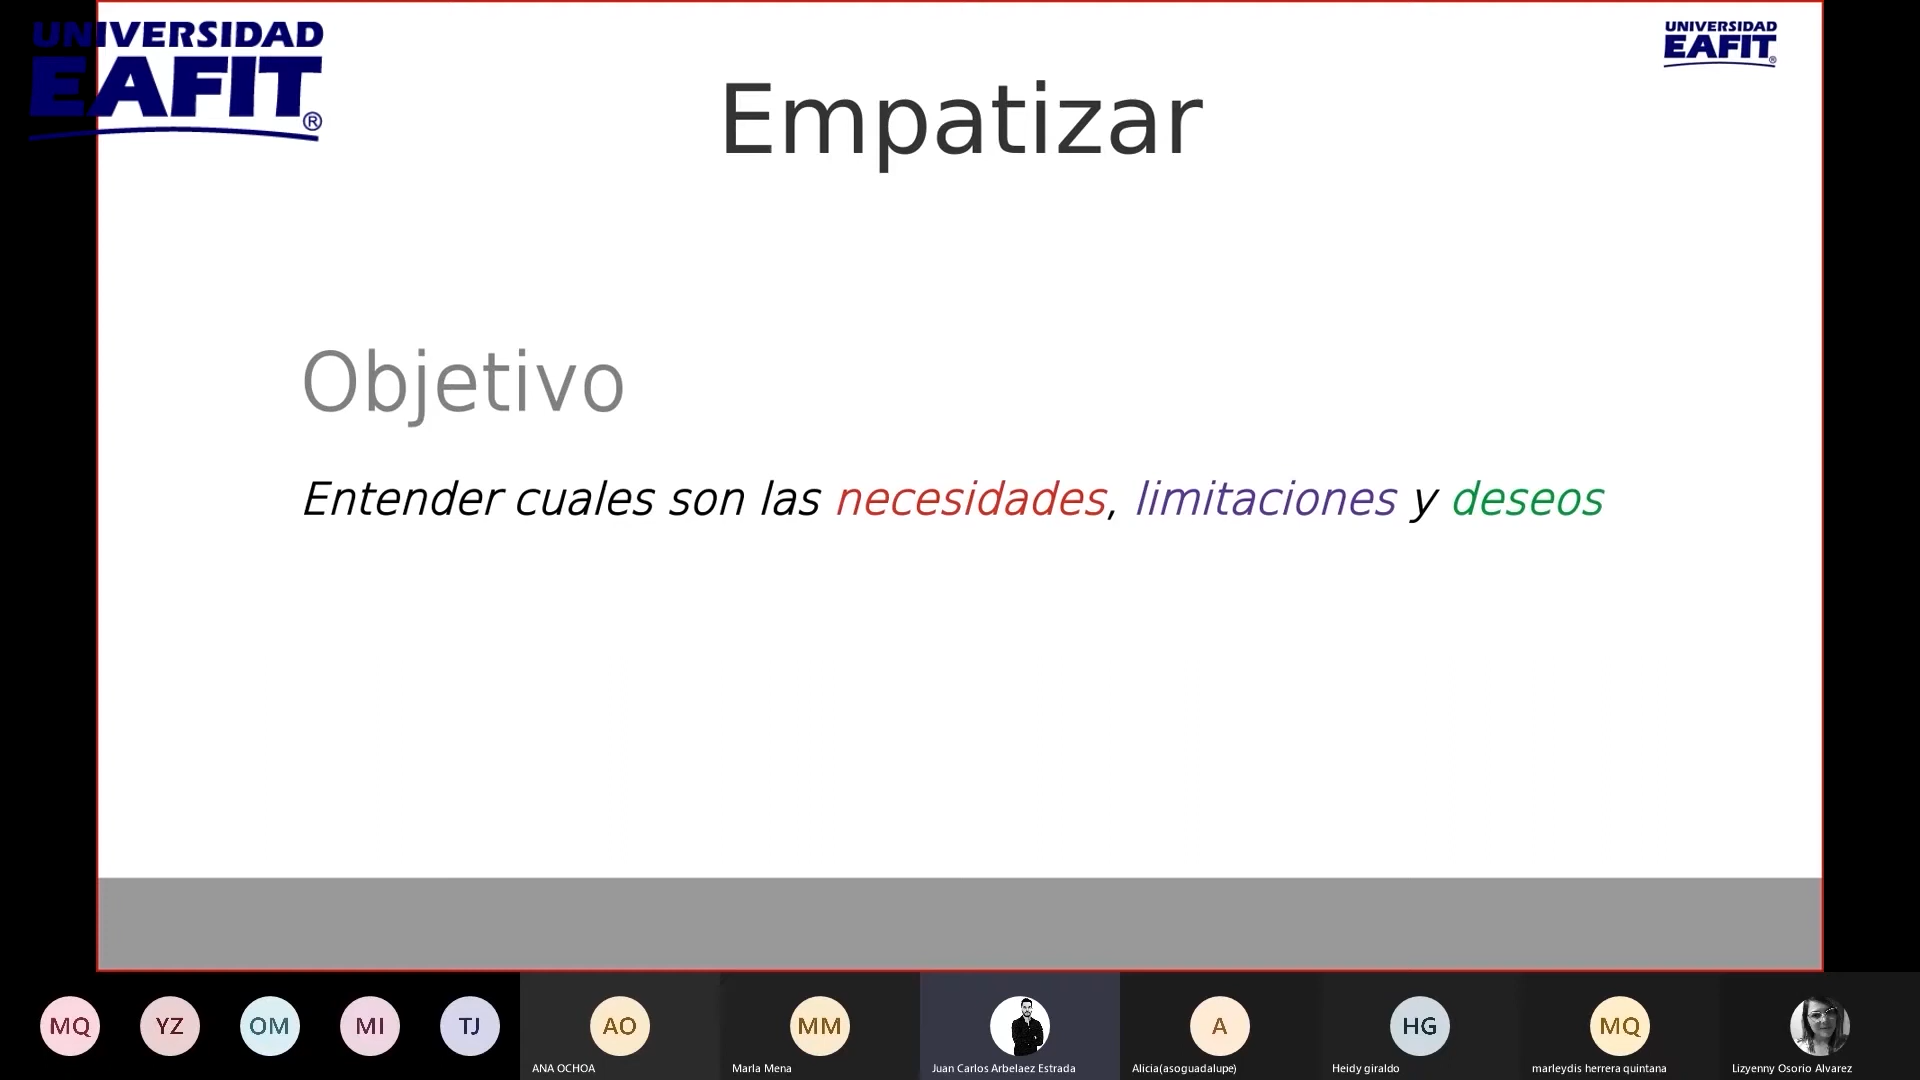 UNIVERSIDAD
EAFIT®
UNIVERSIDAD
EAFIT®
Empatizar
Objetivo
Entender cuales son las necesidades, limitaciones y deseos
MQ
YZ
OM
MI
TJ
AO
MM
A
HG
MQ
ANA OCHOA
Marla Mena
Juan Carlos Arbelaez Estrada
Alicia(asoguadalupe)
Heidy giraldo
marleydis herrera quintana
Lizyenny Osorio Alvarez